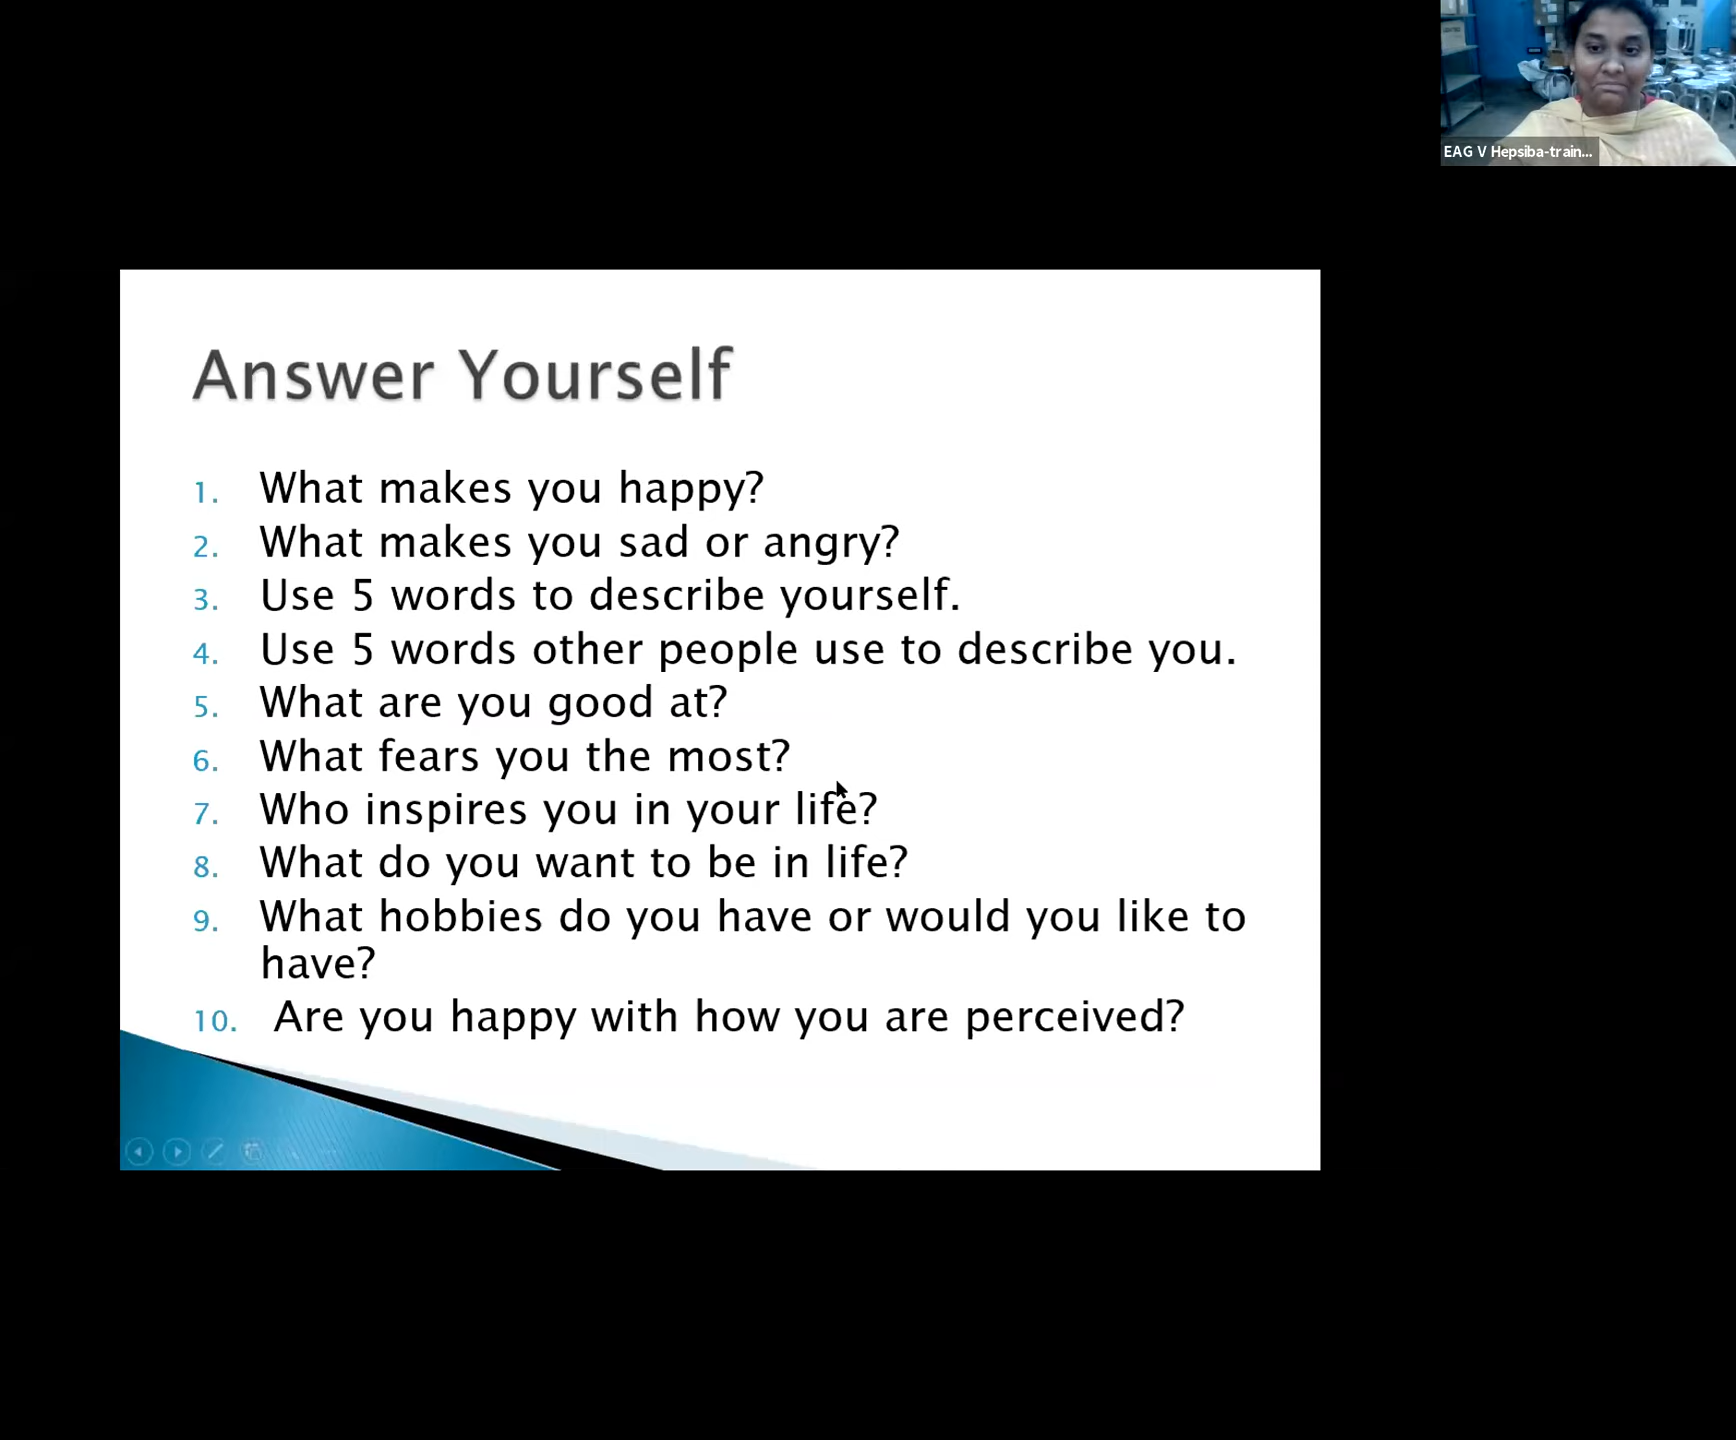 EAG V Hepsiba-train...
Answer Yourself
1. What makes you happy?
2. What makes you sad or angry?
3. Use 5 words to describe yourself.
4. Use 5 words other people use to describe you.
5. What are you good at?
6. What fears you the most?
7. Who inspires you in your life?
8. What do you want to be in life?
9. What hobbies do you have or would you like to
have?
10. Are you happy with how you are perceived?